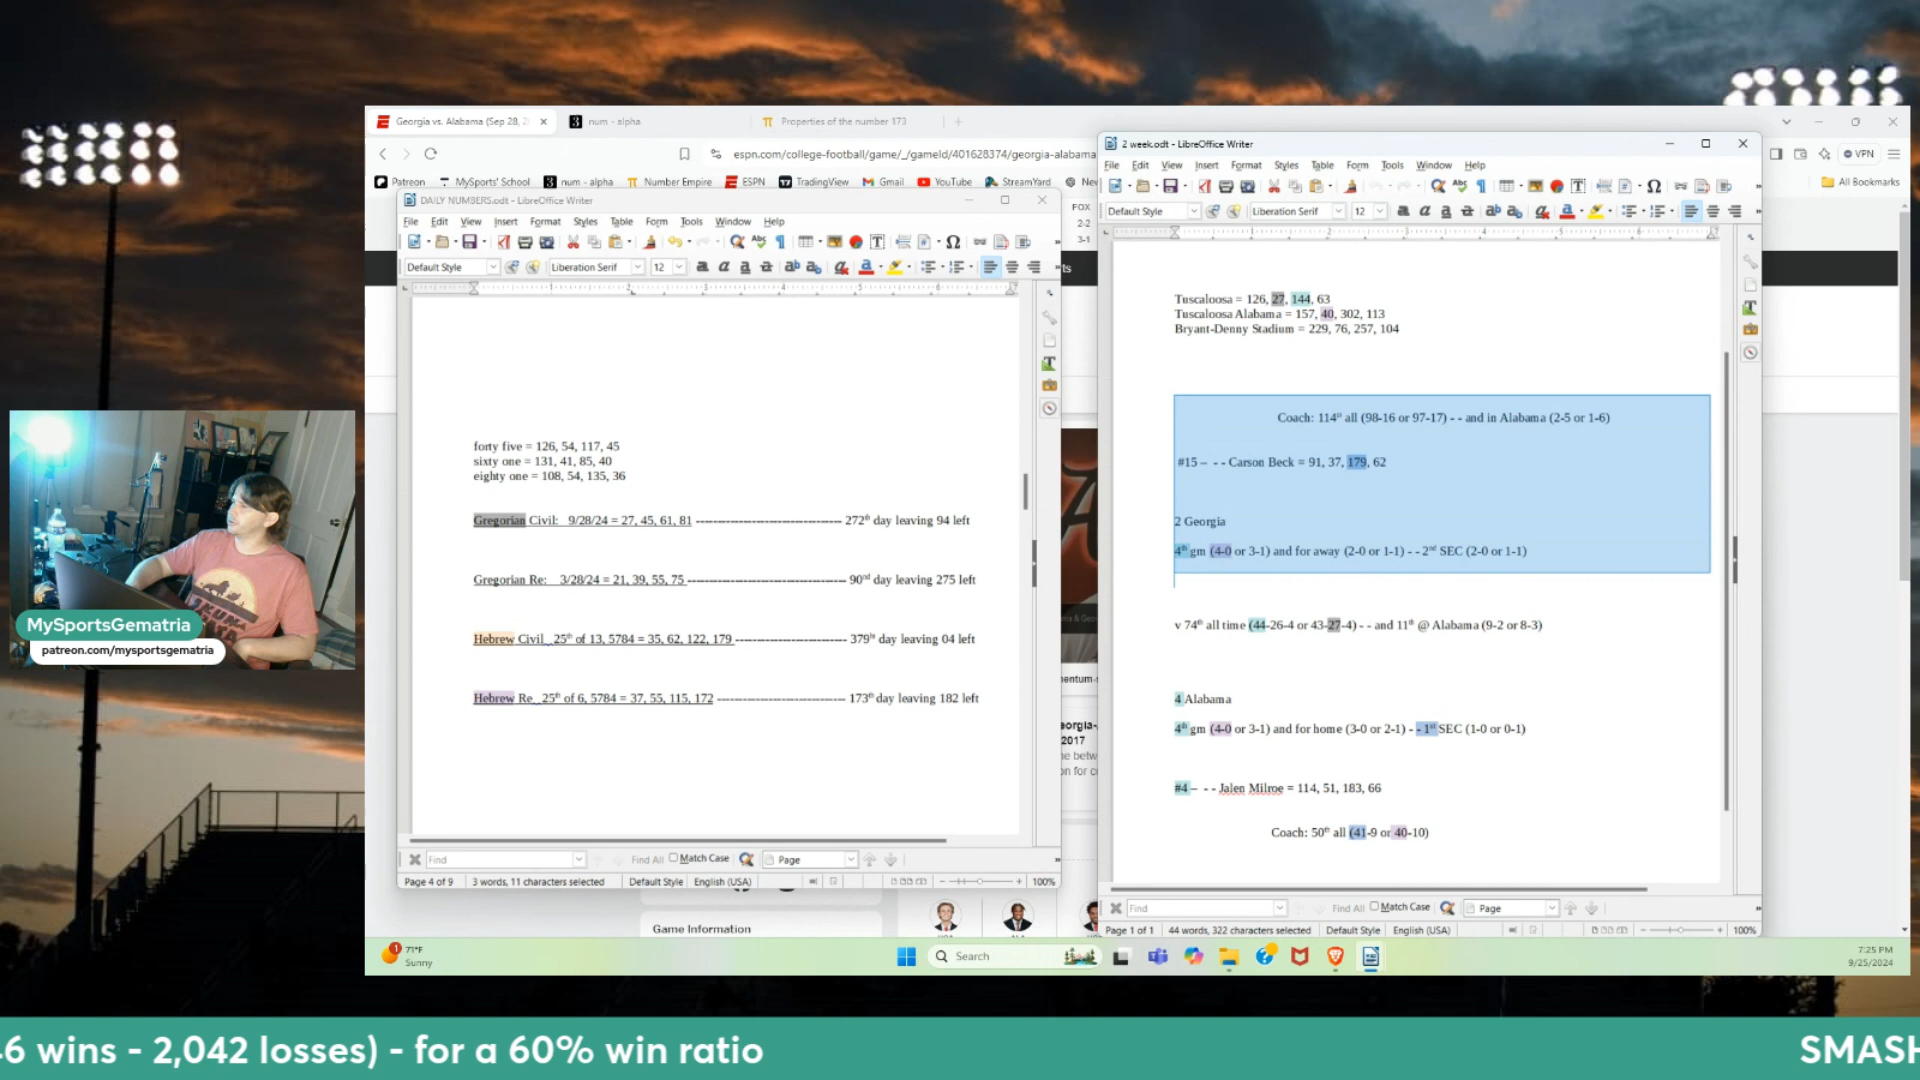 Georgia vs. Alabama (Sep 28, 2
num - alpha
Properties of the number 173
espn.com/college-football/game/_/gameId/401628374/georgia-alabama
VPN
Patreon
MySports' School
num - alpha
Number Empire
ESPN
TradingView
Gmail
YouTube
StreamYard
All Bookmarks
DAILY NUMBERS.odt - LibreOffice Writer
File Edit View Insert Format Styles Table Form Tools Window Help
Default Style
Liberation Serif
12
forty five = 126, 54, 117, 45
sixty one = 131, 41, 85, 40
eighty one = 108, 54, 135, 36
Gregorian Civil: 9/28/24 = 27, 45, 61, 81 ---------------------------------- 272th day leaving 94 left
Gregorian Re: 3/28/24 = 21, 39, 55, 75 ------------------------------------- 90nd day leaving 275 left
Hebrew Civil 25th of 13, 5784 = 35, 62, 122, 179 -------------------------- 379th day leaving 04 left
Hebrew Re 25th of 6, 5784 = 37, 55, 115, 172 ------------------------------- 173th day leaving 182 left
Find
Find All
Match Case
Page
Page 4 of 9
3 words, 11 characters selected
Default Style
English (USA)
100%
FOX
2-2
3-1
2017
Game Information
2 week.odt - LibreOffice Writer
File Edit View Insert Format Styles Table Form Tools Window Help
Default Style
Liberation Serif
12
Tuscaloosa = 126, 27, 144, 63
Tuscaloosa Alabama = 157, 40, 302, 113
Bryant-Denny Stadium = 229, 76, 257, 104
Coach: 114st all (98-16 or 97-17) - - and in Alabama (2-5 or 1-6)
#15 – - - Carson Beck = 91, 37, 179, 62
2 Georgia
4th gm (4-0 or 3-1) and for away (2-0 or 1-1) - - 2nd SEC (2-0 or 1-1)
v 74th all time (44-26-4 or 43-27-4) - - and 11th @ Alabama (9-2 or 8-3)
4 Alabama
4th gm (4-0 or 3-1) and for home (3-0 or 2-1) - - 1st SEC (1-0 or 0-1)
#4 – - - Jalen Milroe = 114, 51, 183, 66
Coach: 50th all (41-9 or 40-10)
Find
Find All
Match Case
Page
Page 1 of 1
44 words, 322 characters selected
Default Style
English (USA)
100%
MySportsGematria
patreon.com/mysportsgematria
1
71°F
Sunny
Search
7:25 PM
9/25/2024
46 wins - 2,042 losses) - for a 60% win ratio
SMASH